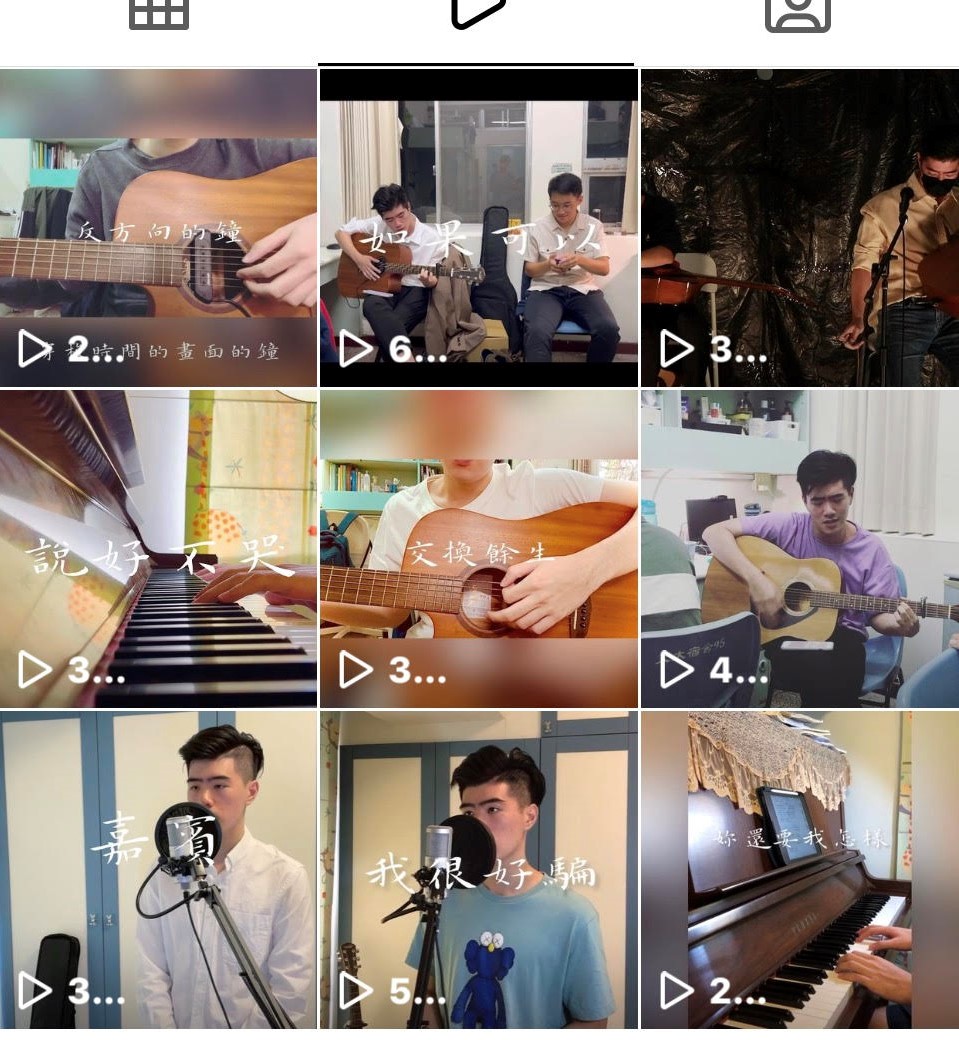 反方向的鐘
時間的畫面的鐘
2...
如果可以
6...
3...
說好不哭
3...
交換餘生
3...
4...
嘉賓
3...
我很好騙
5...
妳還要我怎樣
2...